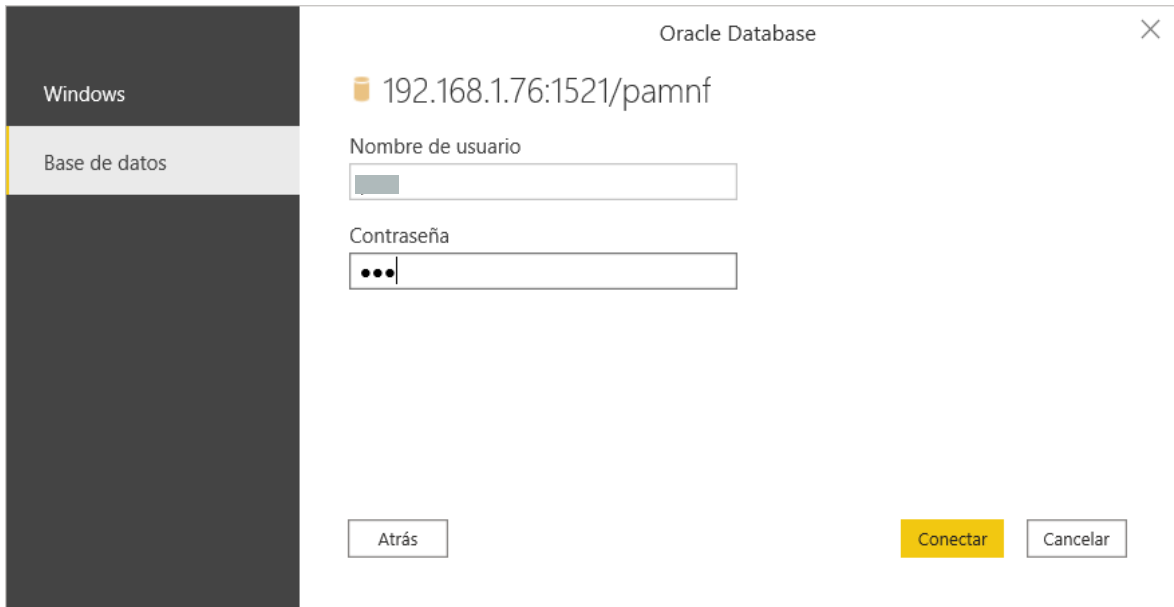 Oracle Database
Windows
192.168.1.76:1521/pamnf
Nombre de usuario
Base de datos
Contraseña
•••
Atrás
Conectar
Cancelar